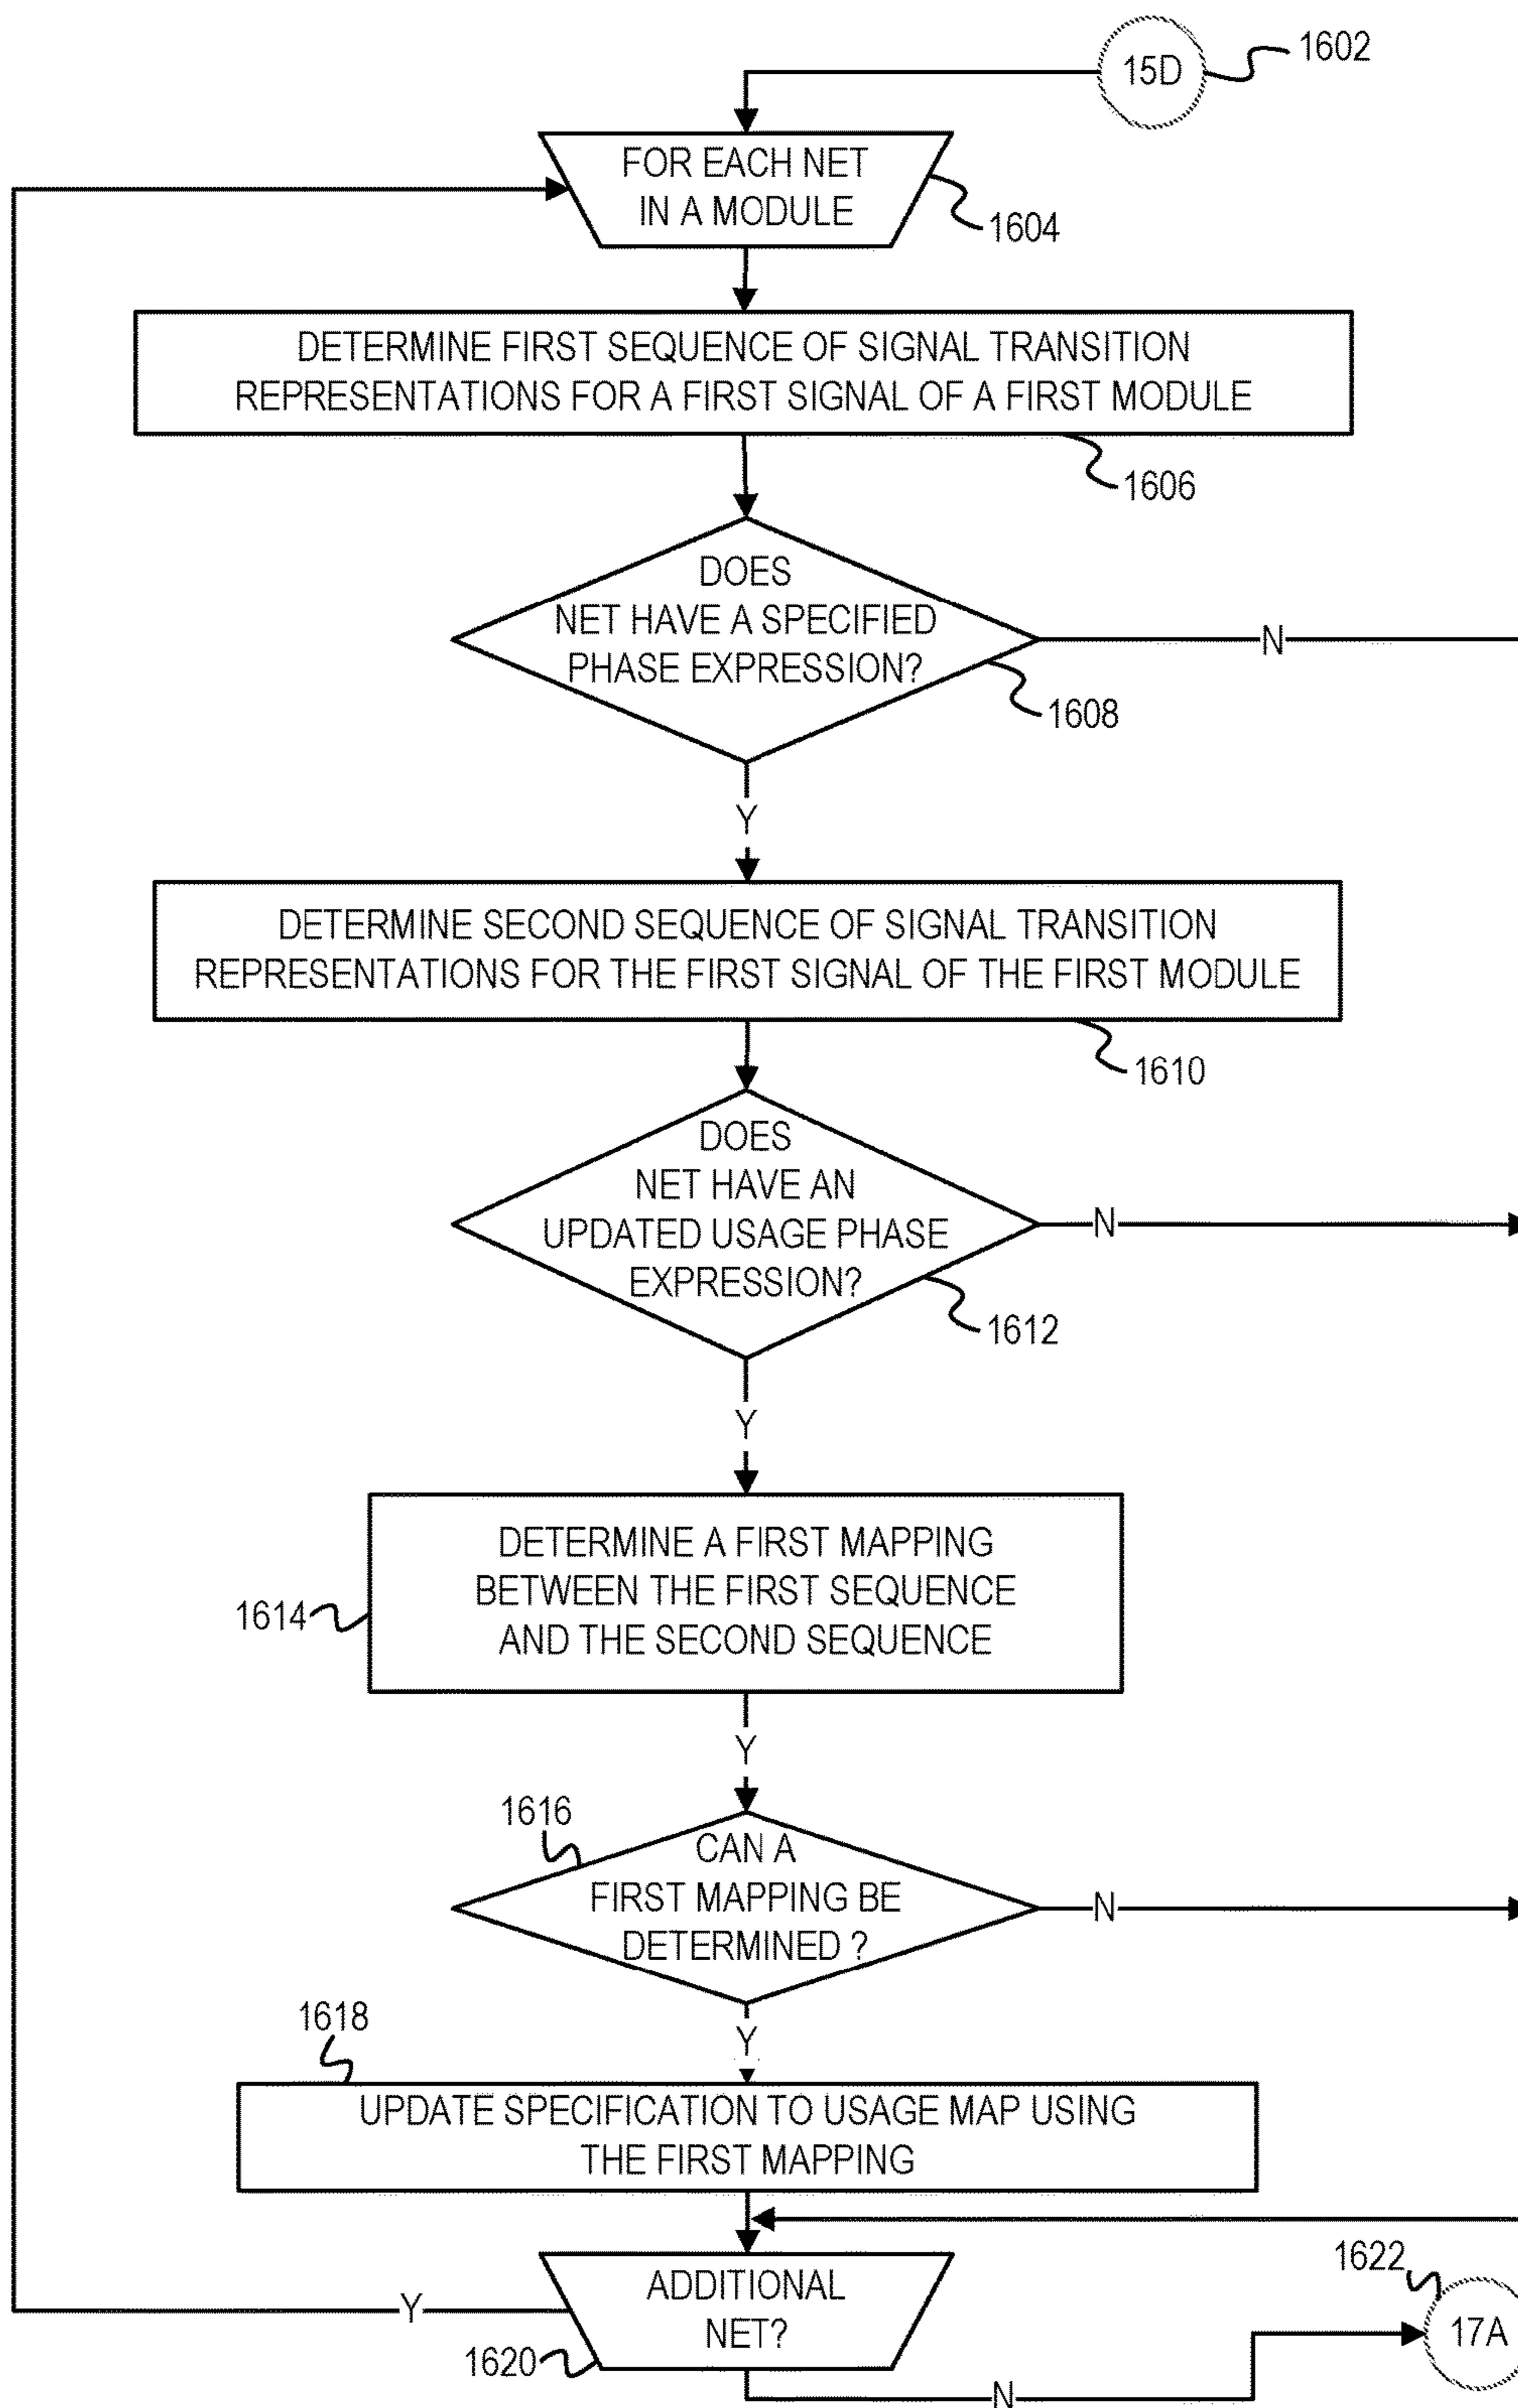 15D
1602
FOR EACH NET
IN A MODULE
1604
DETERMINE FIRST SEQUENCE OF SIGNAL TRANSITION
REPRESENTATIONS FOR A FIRST SIGNAL OF A FIRST MODULE
1606
DOES
NET HAVE A SPECIFIED
PHASE EXPRESSION?
N
1608
Y
DETERMINE SECOND SEQUENCE OF SIGNAL TRANSITION
REPRESENTATIONS FOR THE FIRST SIGNAL OF THE FIRST MODULE
1610
DOES
NET HAVE AN
UPDATED USAGE PHASE
EXPRESSION?
N
1612
Y
DETERMINE A FIRST MAPPING
BETWEEN THE FIRST SEQUENCE
AND THE SECOND SEQUENCE
1614
Y
1616
CAN A
FIRST MAPPING BE
DETERMINED ?
N
1618
Y
UPDATE SPECIFICATION TO USAGE MAP USING
THE FIRST MAPPING
1622
ADDITIONAL
NET?
Y
17A
1620
N